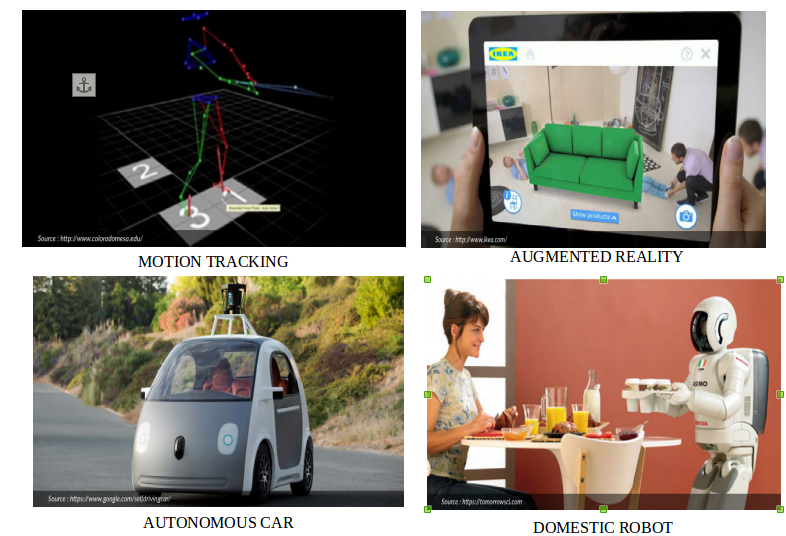 2
3
1
Source : http://www.coloradomesa.edu/
MOTION TRACKING
IKEA
?
Show products
Source : http://www.ikea.com/
AUGMENTED REALITY
Source : https://www.google.com/selfdrivingcar/
AUTONOMOUS CAR
HONDA
Source : https://tomorrowsci.com
DOMESTIC ROBOT